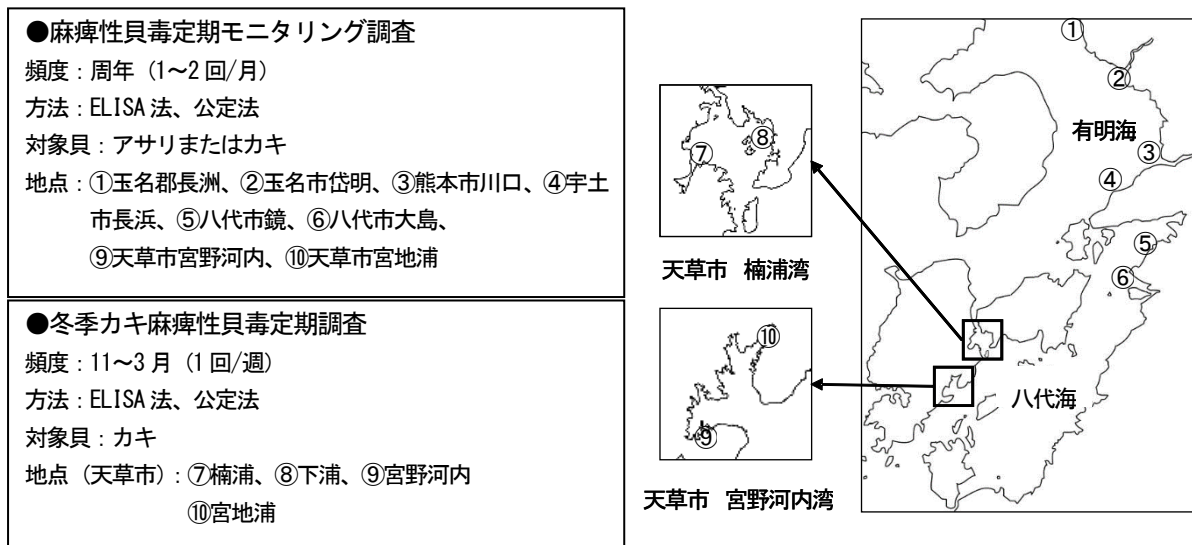 ●麻痺性貝毒定期モニタリング調査
頻度：周年（1～2回/月）
方法：ELISA法、公定法
対象貝：アサリまたはカキ
地点：①玉名郡長洲、②玉名市岱明、③熊本市川口、④宇土
市長浜、⑤八代市鏡、⑥八代市大島、
⑨天草市宮野河内、⑩天草市宮地浦
●冬季カキ麻痺性貝毒定期調査
頻度：11～3月（1回/週）
方法：ELISA法、公定法
対象貝：カキ
地点（天草市）：⑦楠浦、⑧下浦、⑨宮野河内
⑩宮地浦
⑦
⑧
天草市 楠浦湾
⑩
⑨
天草市 宮野河内湾
①
②
有明海
③
④
⑤
⑥
八代海